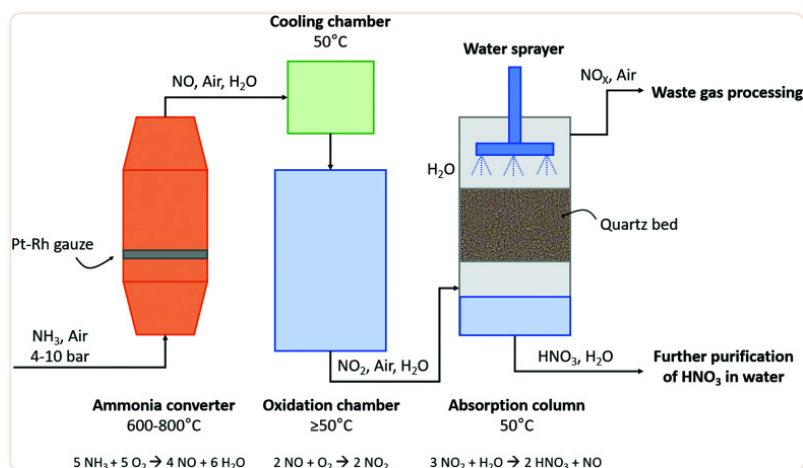 Cooling chamber
50°C
NO, Air, H₂O
Water sprayer
NOₓ, Air
Waste gas processing
H₂O
Quartz bed
Pt-Rh gauze
NH₃, Air
4-10 bar
NO₂, Air, H₂O
HNO₃, H₂O
Further purification
of HNO₃ in water
Ammonia converter
600-800°C
Oxidation chamber
≥50°C
Absorption column
50°C
5 NH₃ + 5 O₂ → 4 NO + 6 H₂O
2 NO + O₂ → 2 NO₂
3 NO₂ + H₂O → 2 HNO₃ + NO